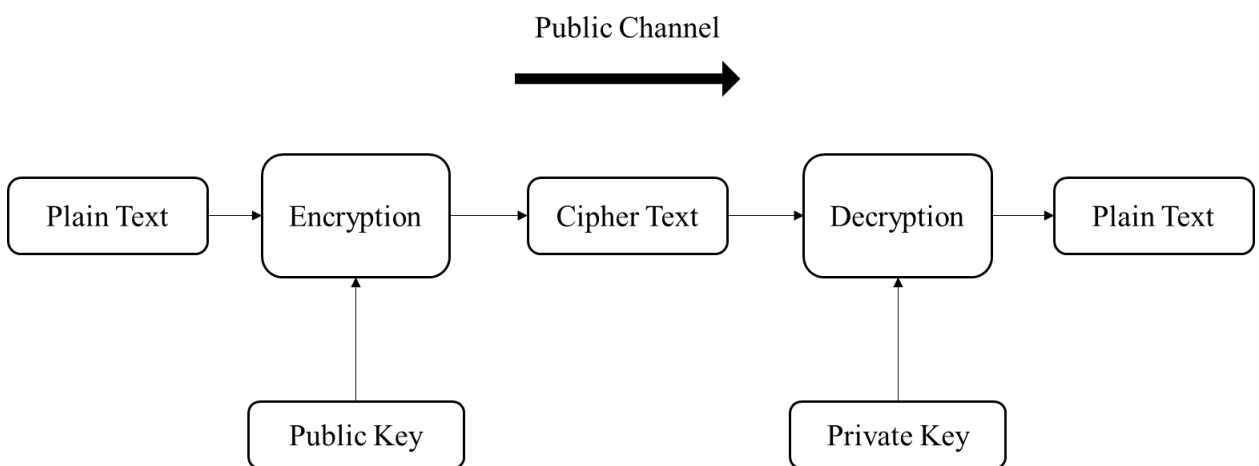 Public Channel
Plain Text
Encryption
Cipher Text
Decryption
Plain Text
Public Key
Private Key